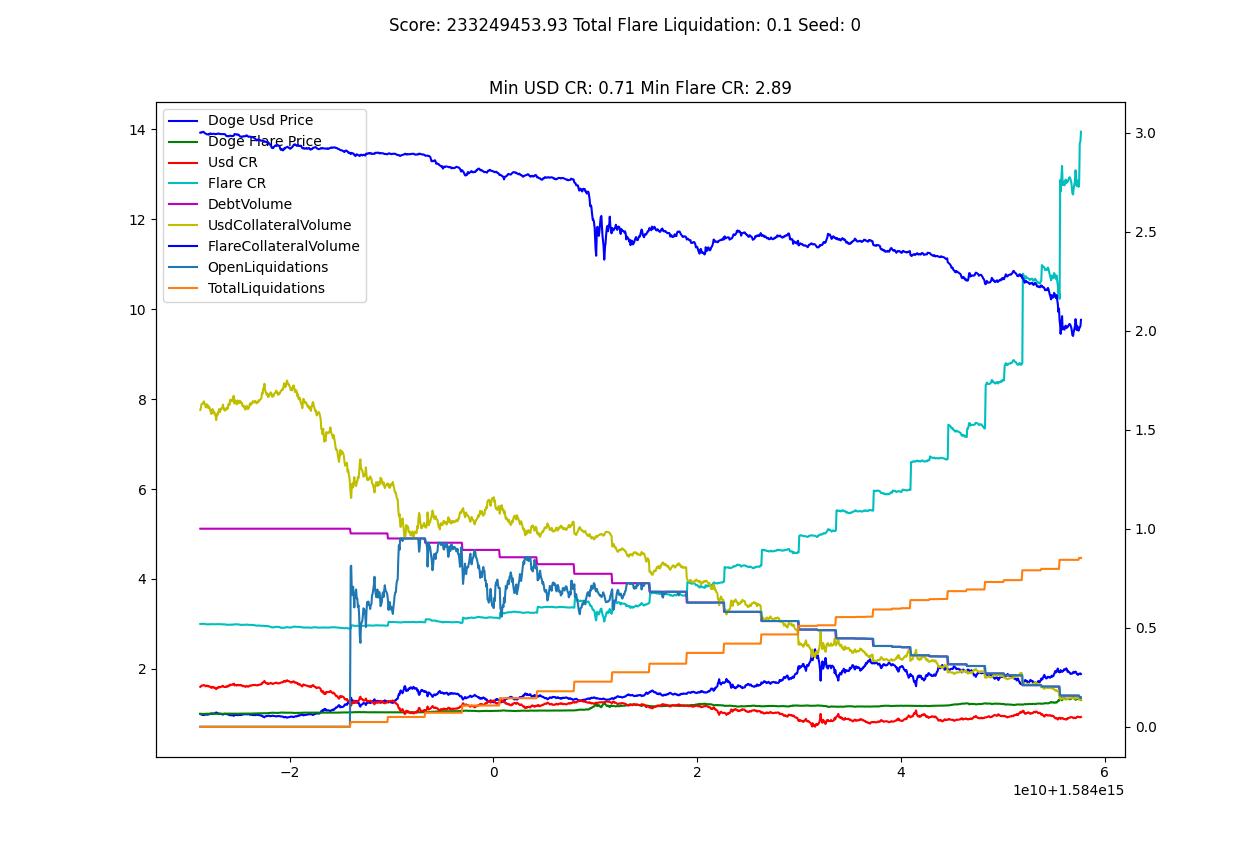 Score: 233249453.93 Total Flare Liquidation: 0.1 Seed: 0
Min USD CR: 0.71 Min Flare CR: 2.89
Doge Usd Price
Doge Flare Price
Usd CR
Flare CR
DebtVolume
UsdCollateralVolume
FlareCollateralVolume
OpenLiquidations
TotalLiquidations
14
12
10
8
6
4
2
3.0
2.5
2.0
1.5
1.0
0.5
0.0
−2
0
2
4
6
1e10+1.584e15